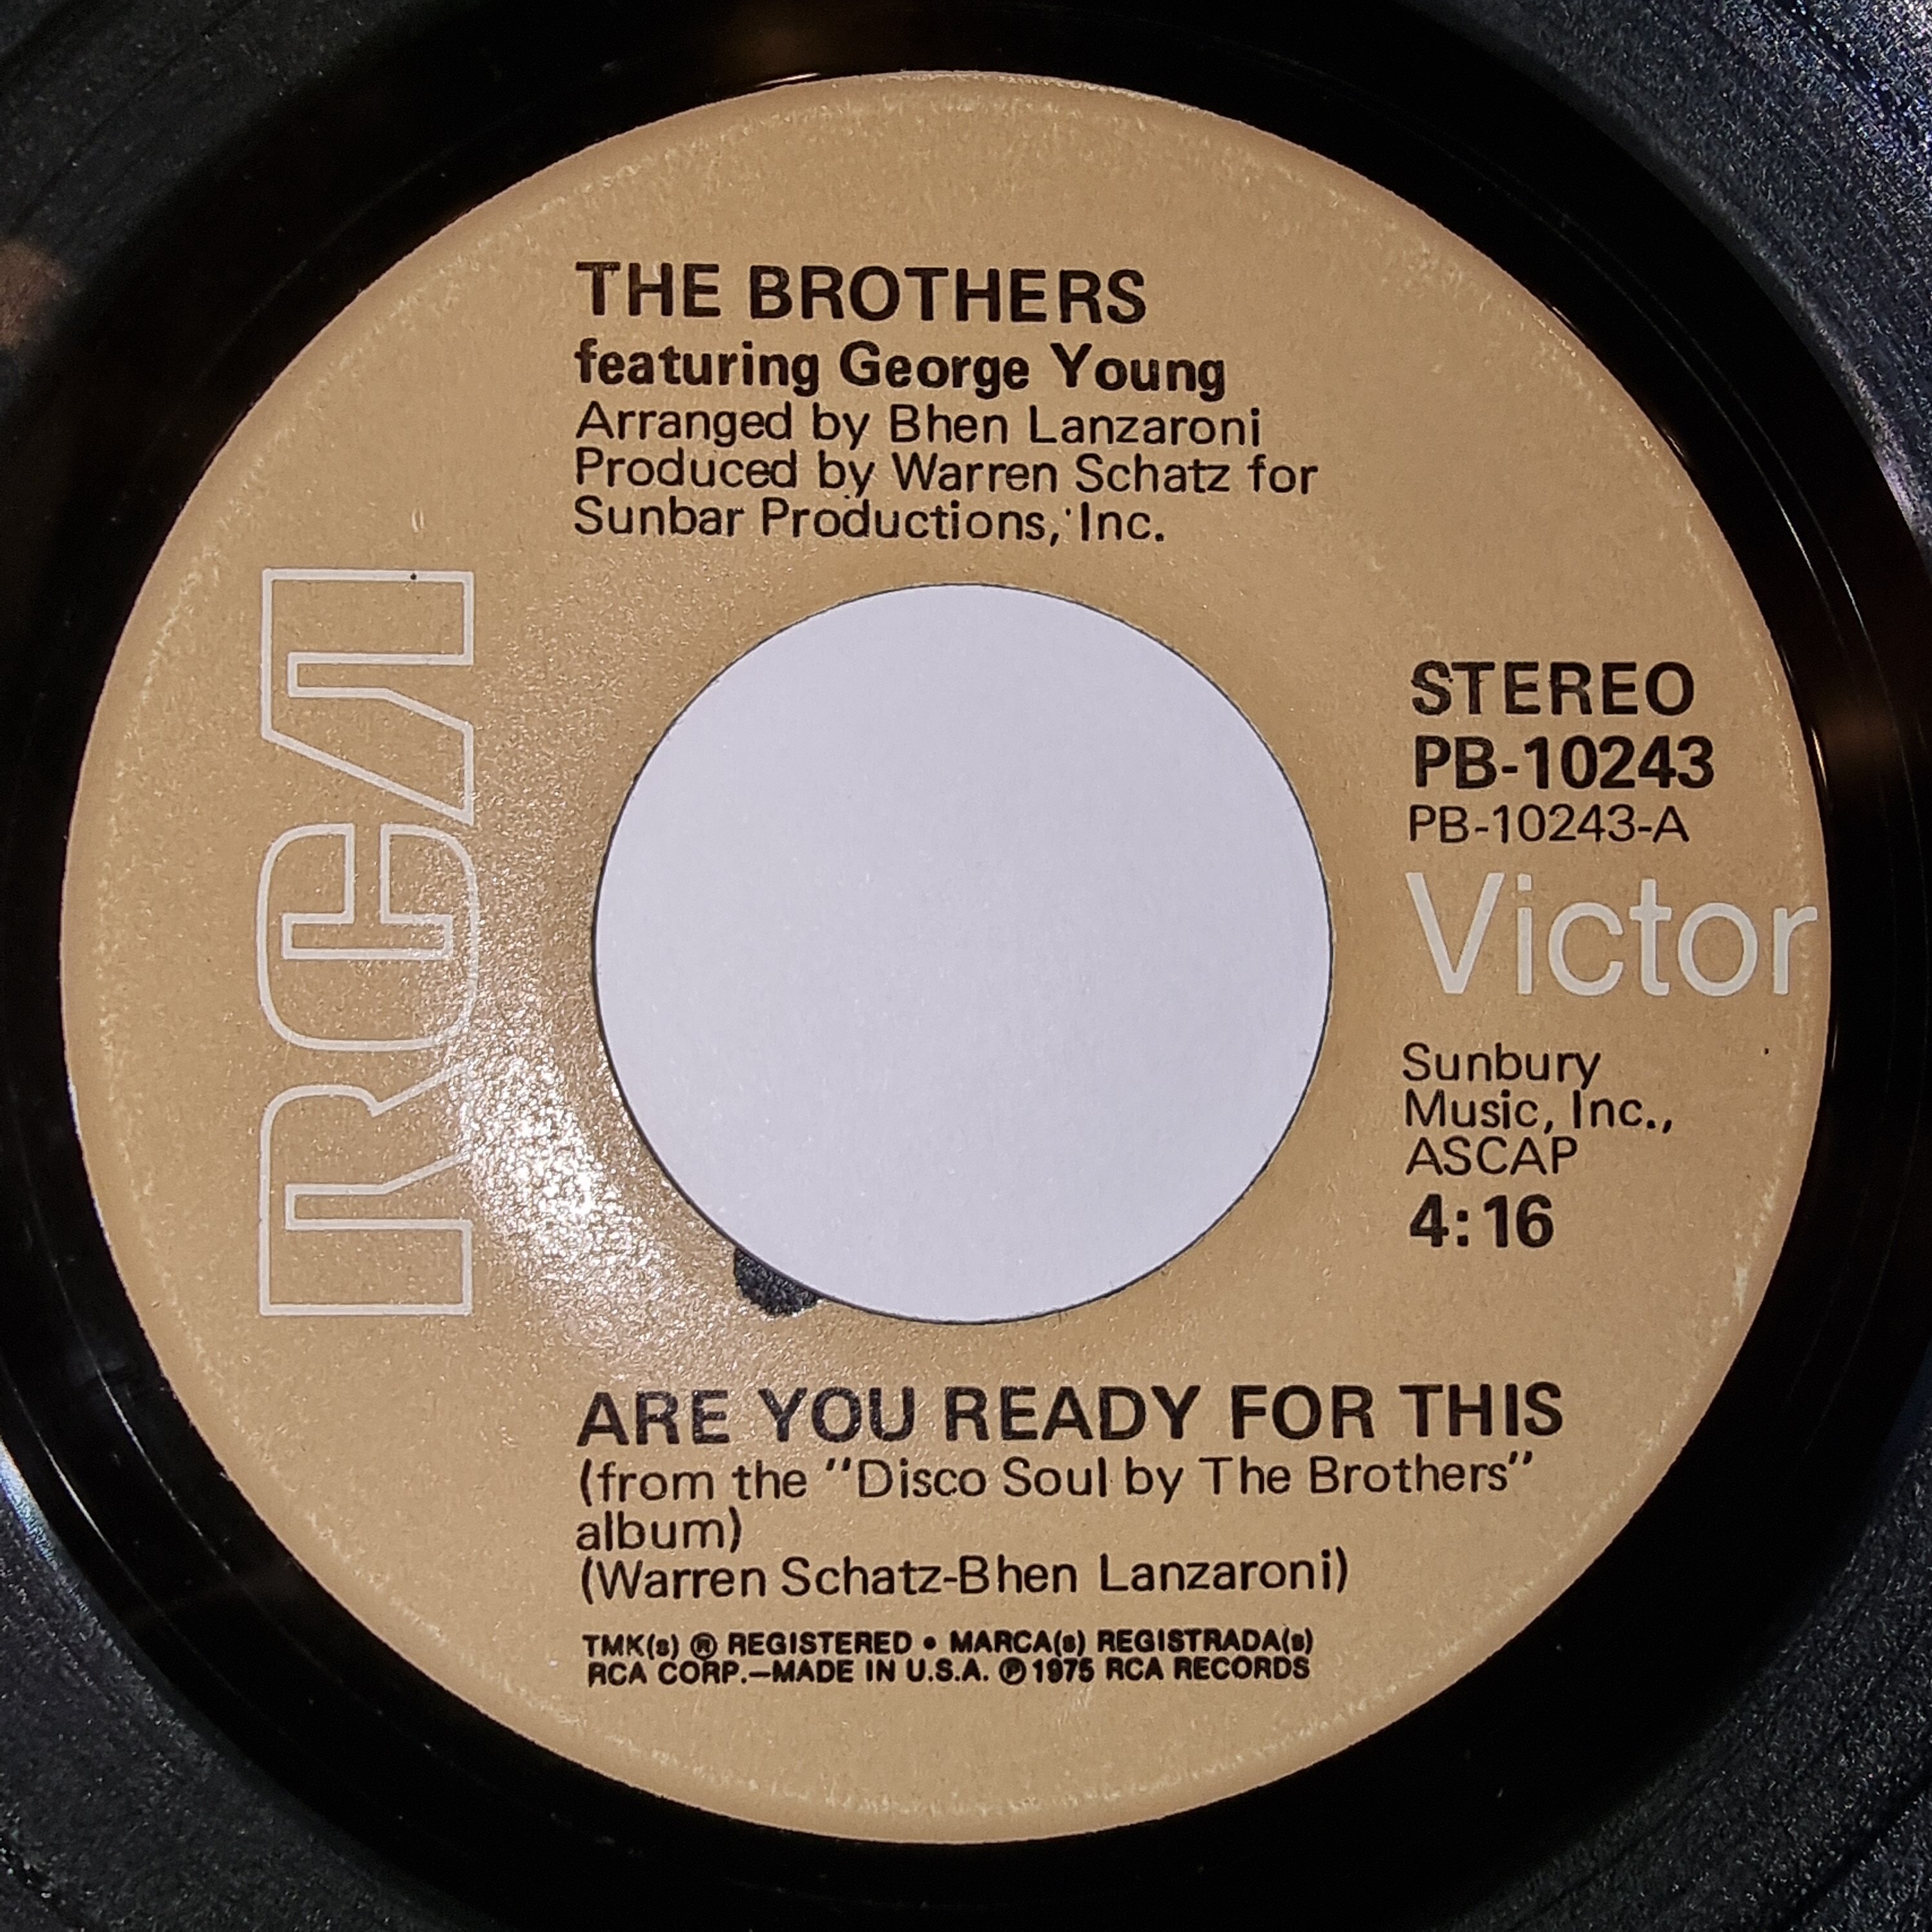 THE BROTHERS
featuring George Young
Arranged by Bhen Lanzaroni
Produced by Warren Schatz for
Sunbar Productions, Inc.
RCA
STEREO
PB-10243
PB-10243-A
Victor
Sunbury
Music, Inc.,
ASCAP
4:16
ARE YOU READY FOR THIS
(from the "Disco Soul by The Brothers"
album)
(Warren Schatz-Bhen Lanzaroni)
TMK(s) ® REGISTERED • MARCA(s) REGISTRADA(s)
RCA CORP.—MADE IN U.S.A. ℗ 1975 RCA RECORDS